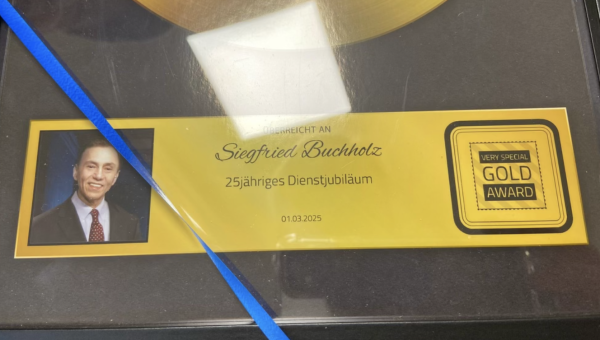 ÜBERREICHT AN
Siegfried Buchholz
25jähriges Dienstjubiläum
01.03.2025
VERY SPECIAL
GOLD
AWARD